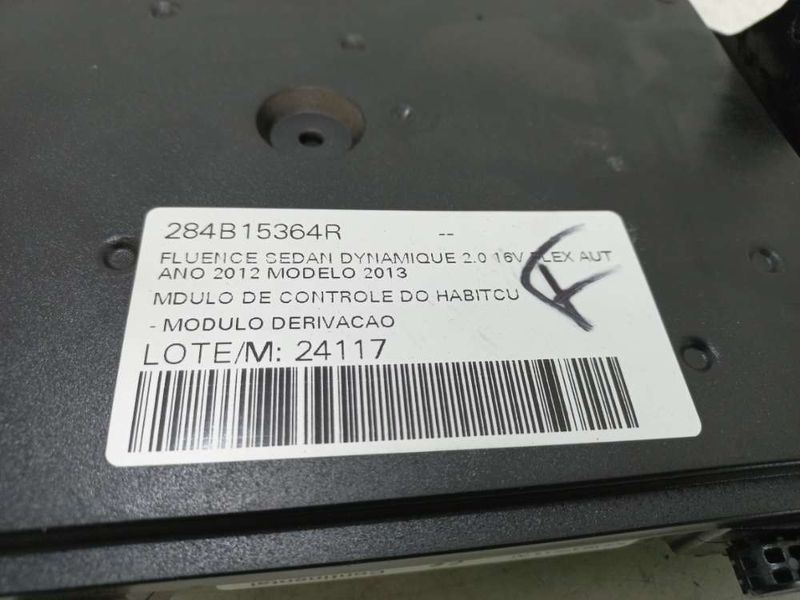 284B15364R --
FLUENCE SEDAN DYNAMIQUE 2.0 16V FLEX AUT
ANO 2012 MODELO 2013
MDULO DE CONTROLE DO HABITCU
- MODULO DERIVACAO
LOTE/M: 24117
Continental